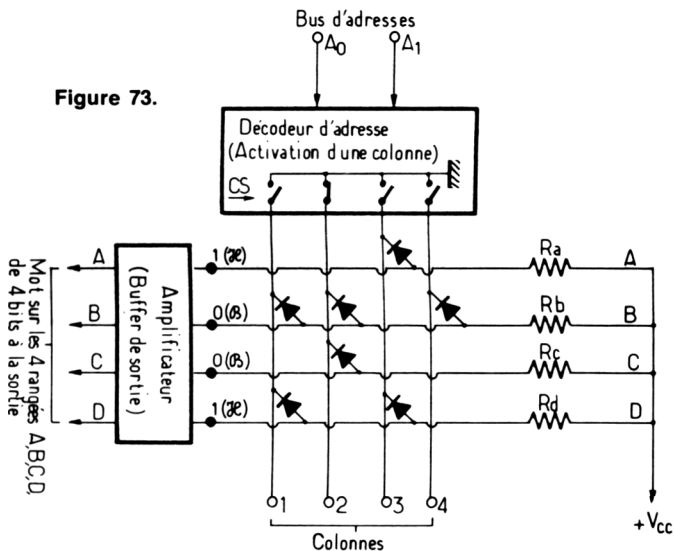 Bus d'adresses
A0 A1
Figure 73.
Décodeur d'adresse
(Activation d'une colonne)
CS
Mot sur les 4 rangées A,B,C,D,
de 4 bits à la sortie
A
B
C
D
Amplificateur
(Buffer de sortie)
1(H)
0(B)
0(B)
1(H)
Ra
Rb
Rc
Rd
A
B
C
D
1 2 3 4
Colonnes
+Vcc